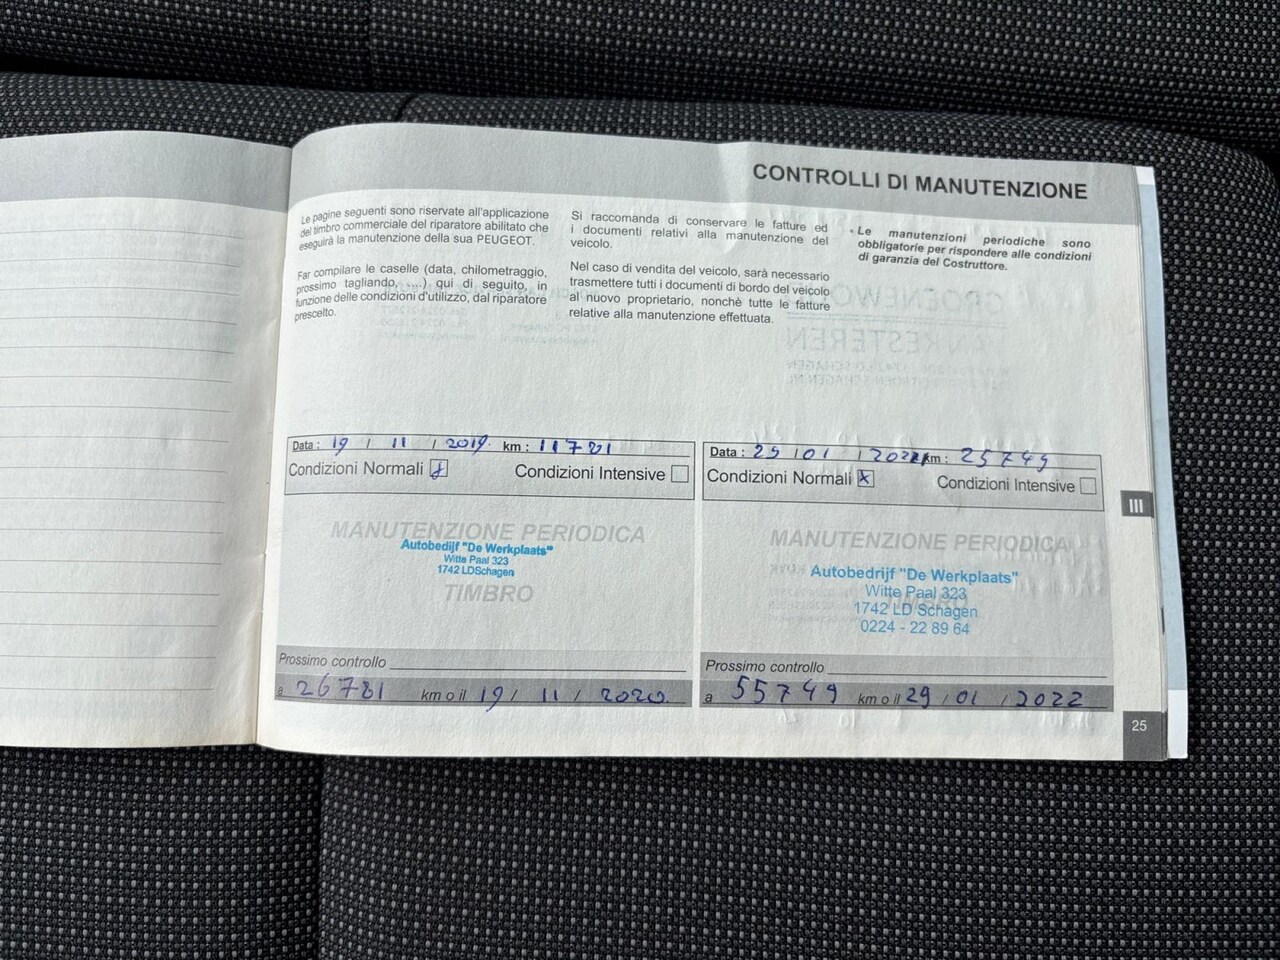 CONTROLLI DI MANUTENZIONE
Le pagine seguenti sono riservate all'applicazione
del timbro commerciale del riparatore abilitato che
eseguirà la manutenzione della sua PEUGEOT.
Far compilare le caselle (data, chilometraggio,
prossimo tagliando, ....) qui di seguito, in
funzione delle condizioni d'utilizzo, dal riparatore
prescelto.
Si raccomanda di conservare le fatture ed
i documenti relativi alla manutenzione del
veicolo.
Nel caso di vendita del veicolo, sarà necessario
trasmettere tutti i documenti di bordo del veicolo
al nuovo proprietario, nonchè tutte le fatture
relative alla manutenzione effettuata.
• Le manutenzioni periodiche sono
obbligatorie per rispondere alle condizioni
di garanzia del Costruttore.
Data : 19 / 11 / 2019 km : 11781
Condizioni Normali x Condizioni Intensive
MANUTENZIONE PERIODICA
Autobedijf "De Werkplaats"
Witte Paal 323
1742 LDSchagen
TIMBRO
Prossimo controllo
a 26781 km o il 19 / 11 / 2020
Data : 29 / 01 / km : 25749
Condizioni Normali x Condizioni Intensive
MANUTENZIONE PERIODICA
Autobedrijf "De Werkplaats"
Witte Paal 323
1742 LD Schagen
0224 - 22 89 64
Prossimo controllo
a 55749 km o il 29 / 01 / 2022
III
25